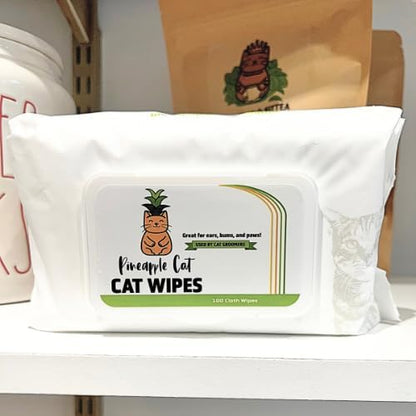 Great for ears, bums, and paws!
USED BY CAT GROOMERS
Pineapple Cat
CAT WIPES
100 Cloth Wipes